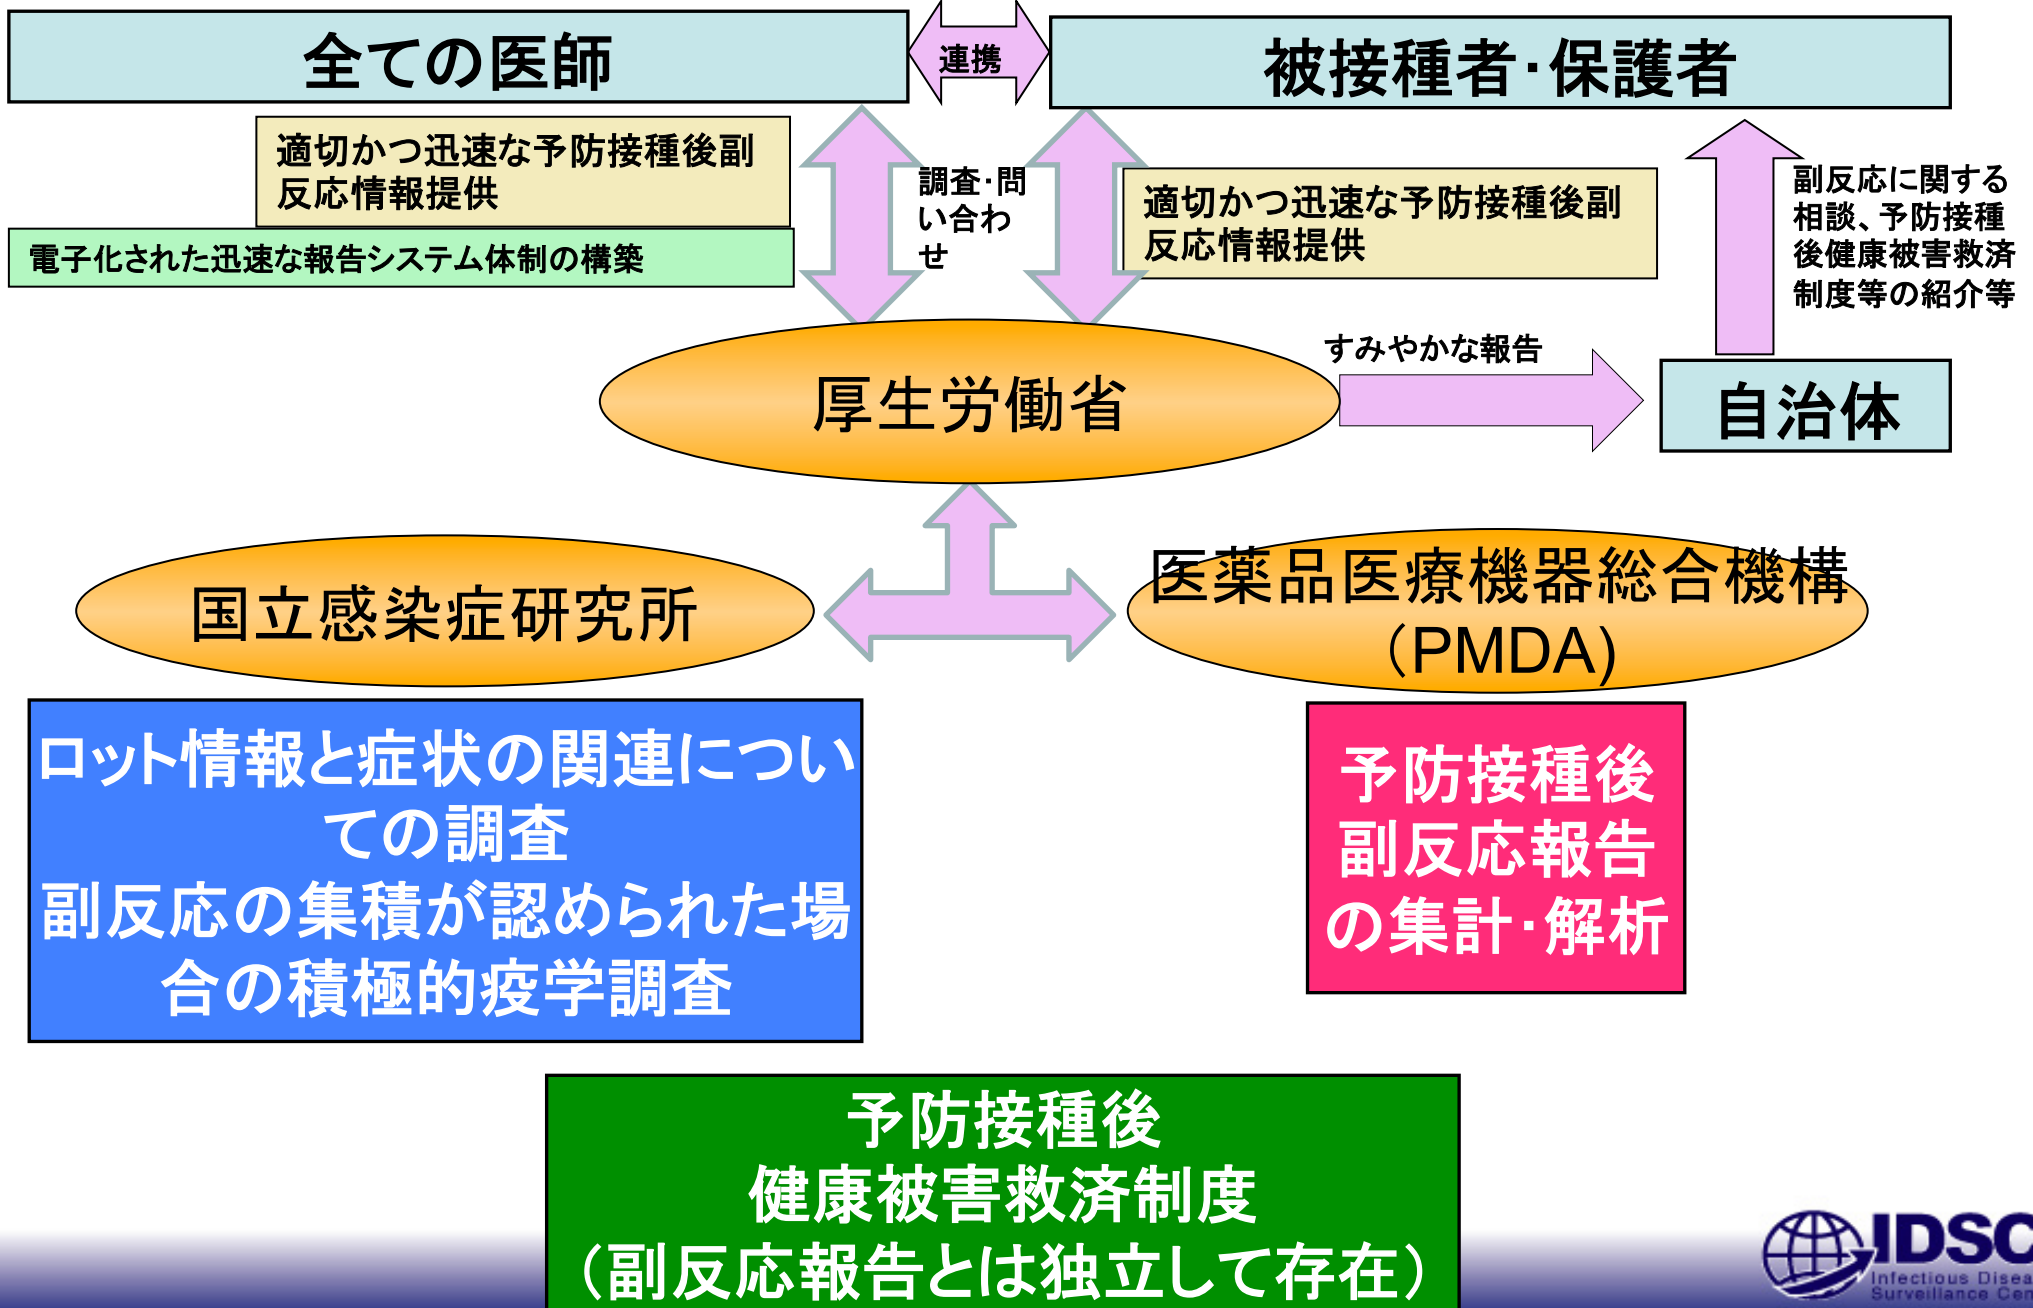 全ての医師
連携
被接種者・保護者
適切かつ迅速な予防接種後副
反応情報提供
電子化された迅速な報告システム体制の構築
調査・問
い合わ
せ
適切かつ迅速な予防接種後副
反応情報提供
副反応に関する
相談、予防接種
後健康被害救済
制度等の紹介等
厚生労働省
すみやかな報告
自治体
国立感染症研究所
医薬品医療機器総合機構
（PMDA)
ロット情報と症状の関連につい
ての調査
副反応の集積が認められた場
合の積極的疫学調査
予防接種後
副反応報告
の集計・解析
予防接種後
健康被害救済制度
（副反応報告とは独立して存在）
IDSC
Infectious Disea
Surveillance Cen